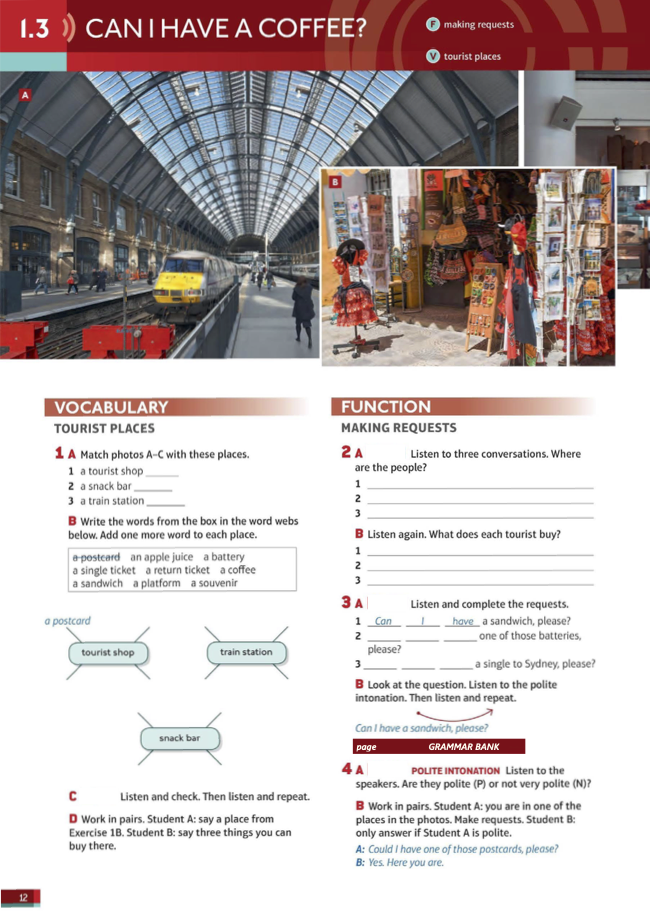 1.3 CAN I HAVE A COFFEE?
F making requests
V tourist places
A
B
VOCABULARY
TOURIST PLACES
1 A Match photos A–C with these places.
1 a tourist shop ______
2 a snack bar ______
3 a train station ______
B Write the words from the box in the word webs
below. Add one more word to each place.
a postcard an apple juice a battery
a single ticket a return ticket a coffee
a sandwich a platform a souvenir
a postcard
tourist shop
train station
snack bar
C Listen and check. Then listen and repeat.
D Work in pairs. Student A: say a place from
Exercise 1B. Student B: say three things you can
buy there.
12
FUNCTION
MAKING REQUESTS
2 A Listen to three conversations. Where
are the people?
1
2
3
B Listen again. What does each tourist buy?
1
2
3
3 A Listen and complete the requests.
1 Can I have a sandwich, please?
2 ______ ______ ______ one of those batteries,
please?
3 ______ ______ ______ a single to Sydney, please?
B Look at the question. Listen to the polite
intonation. Then listen and repeat.
Can I have a sandwich, please?
page GRAMMAR BANK
4 A POLITE INTONATION Listen to the
speakers. Are they polite (P) or not very polite (N)?
B Work in pairs. Student A: you are in one of the
places in the photos. Make requests. Student B:
only answer if Student A is polite.
A: Could I have one of those postcards, please?
B: Yes. Here you are.